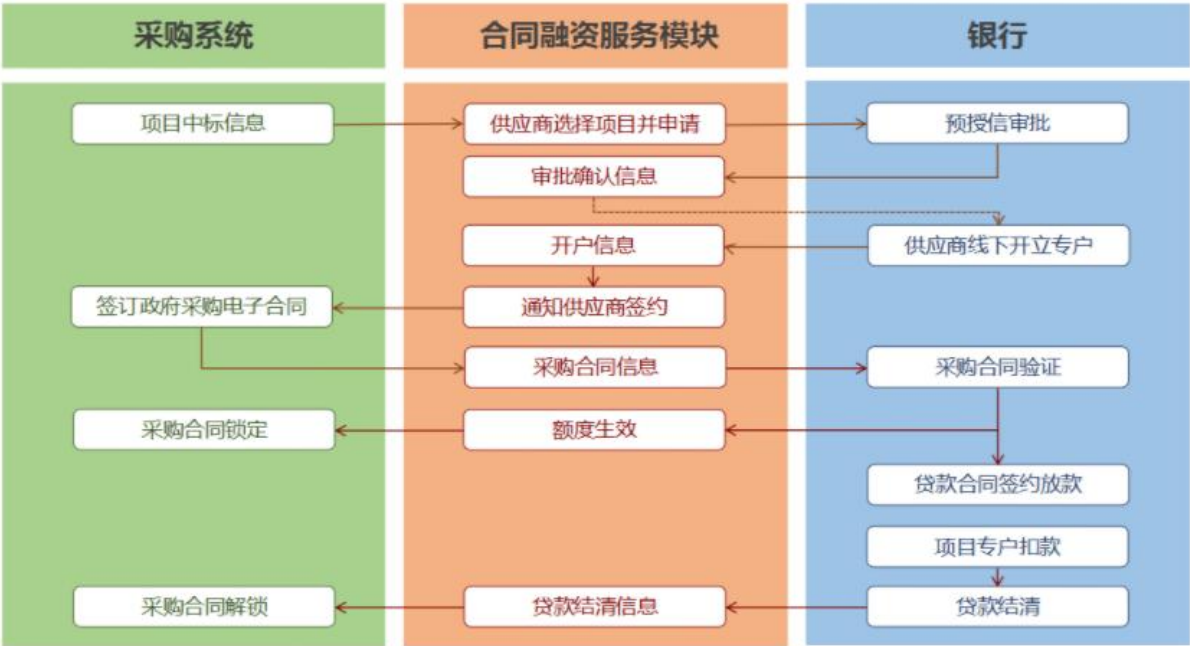 采购系统
合同融资服务模块
银行
项目中标信息
供应商选择项目并申请
预授信审批
审批确认信息
开户信息
供应商线下开立专户
签订政府采购电子合同
通知供应商签约
采购合同信息
采购合同验证
采购合同锁定
额度生效
贷款合同签约放款
项目专户扣款
采购合同解锁
贷款结清信息
贷款结清